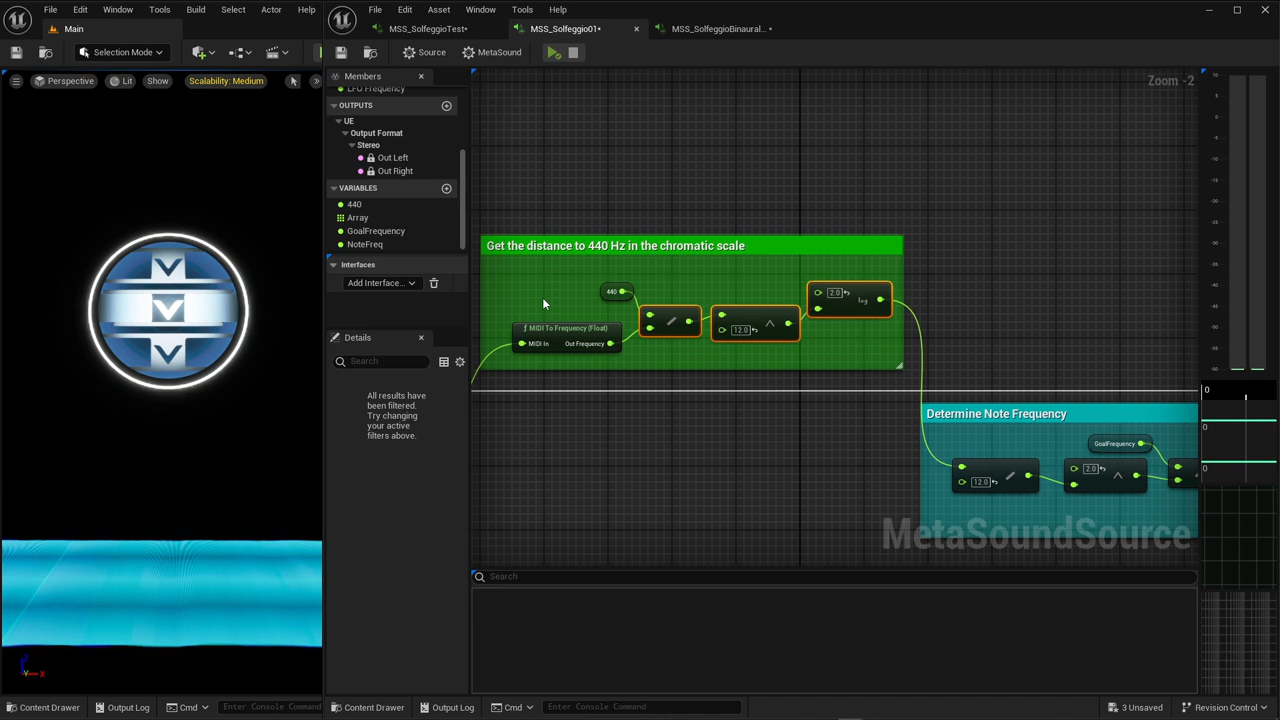 File Edit Window Tools Build Select Actor Help
Main
Selection Mode
Perspective Lit Show Scalability: Medium
Content Drawer Output Log Cmd Enter Console Command
File Edit Asset Window Tools Help
MSS_SolfeggioTest* MSS_Solfeggio01* MSS_SolfeggioBinaural... *
Source MetaSound
Members
LFO Frequency
OUTPUTS
UE
Output Format
Stereo
Out Left
Out Right
VARIABLES
440
Array
GoalFrequency
NoteFreq
Interfaces
Add Interface...
Details
Search
All results have
been filtered.
Try changing
your active
filters above.
Zoom -2
Get the distance to 440 Hz in the chromatic scale
440
MIDI To Frequency (Float)
MIDI In Out Frequency
12.0
2.0
Log
Determine Note Frequency
GoalFrequency
12.0
2.0
MetaSoundSource
Search
0
0
0
Content Drawer Output Log Cmd Enter Console Command 3 Unsaved Revision Control